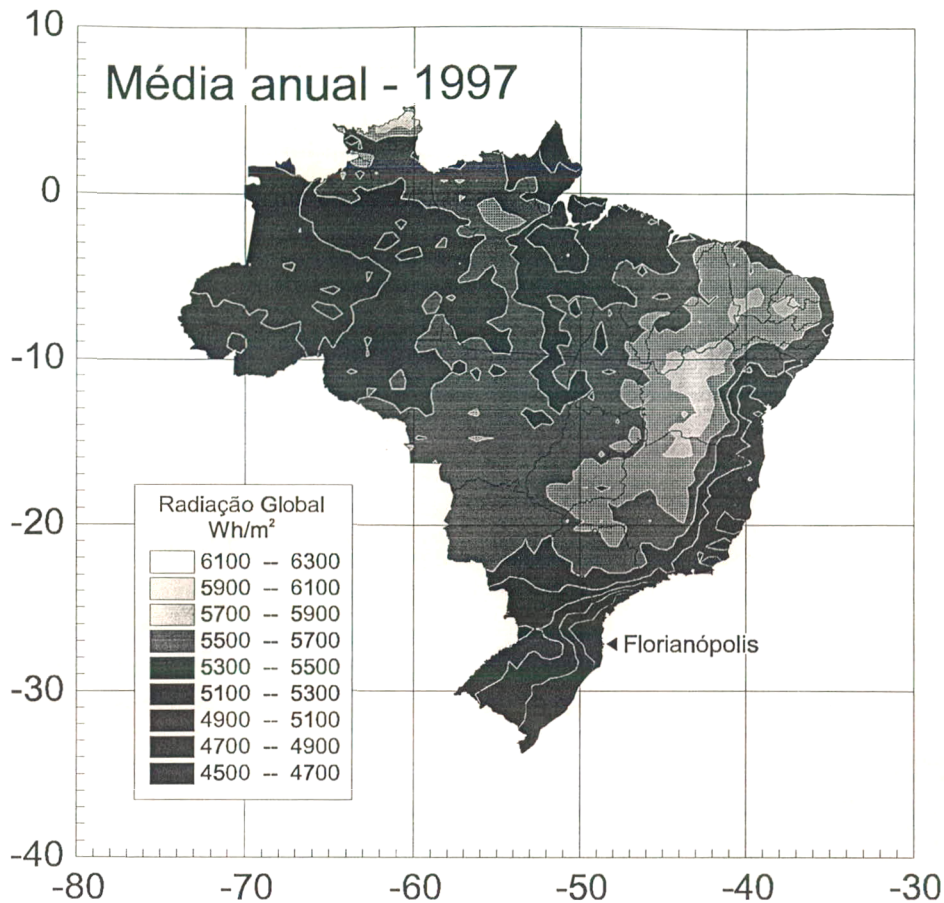 Média anual - 1997
10
0
-10
-20
-30
-40
-80
-70
-60
-50
-40
-30
Radiação Global
Wh/m²
6100 -- 6300
5900 -- 6100
5700 -- 5900
5500 -- 5700
5300 -- 5500
5100 -- 5300
4900 -- 5100
4700 -- 4900
4500 -- 4700
Florianópolis